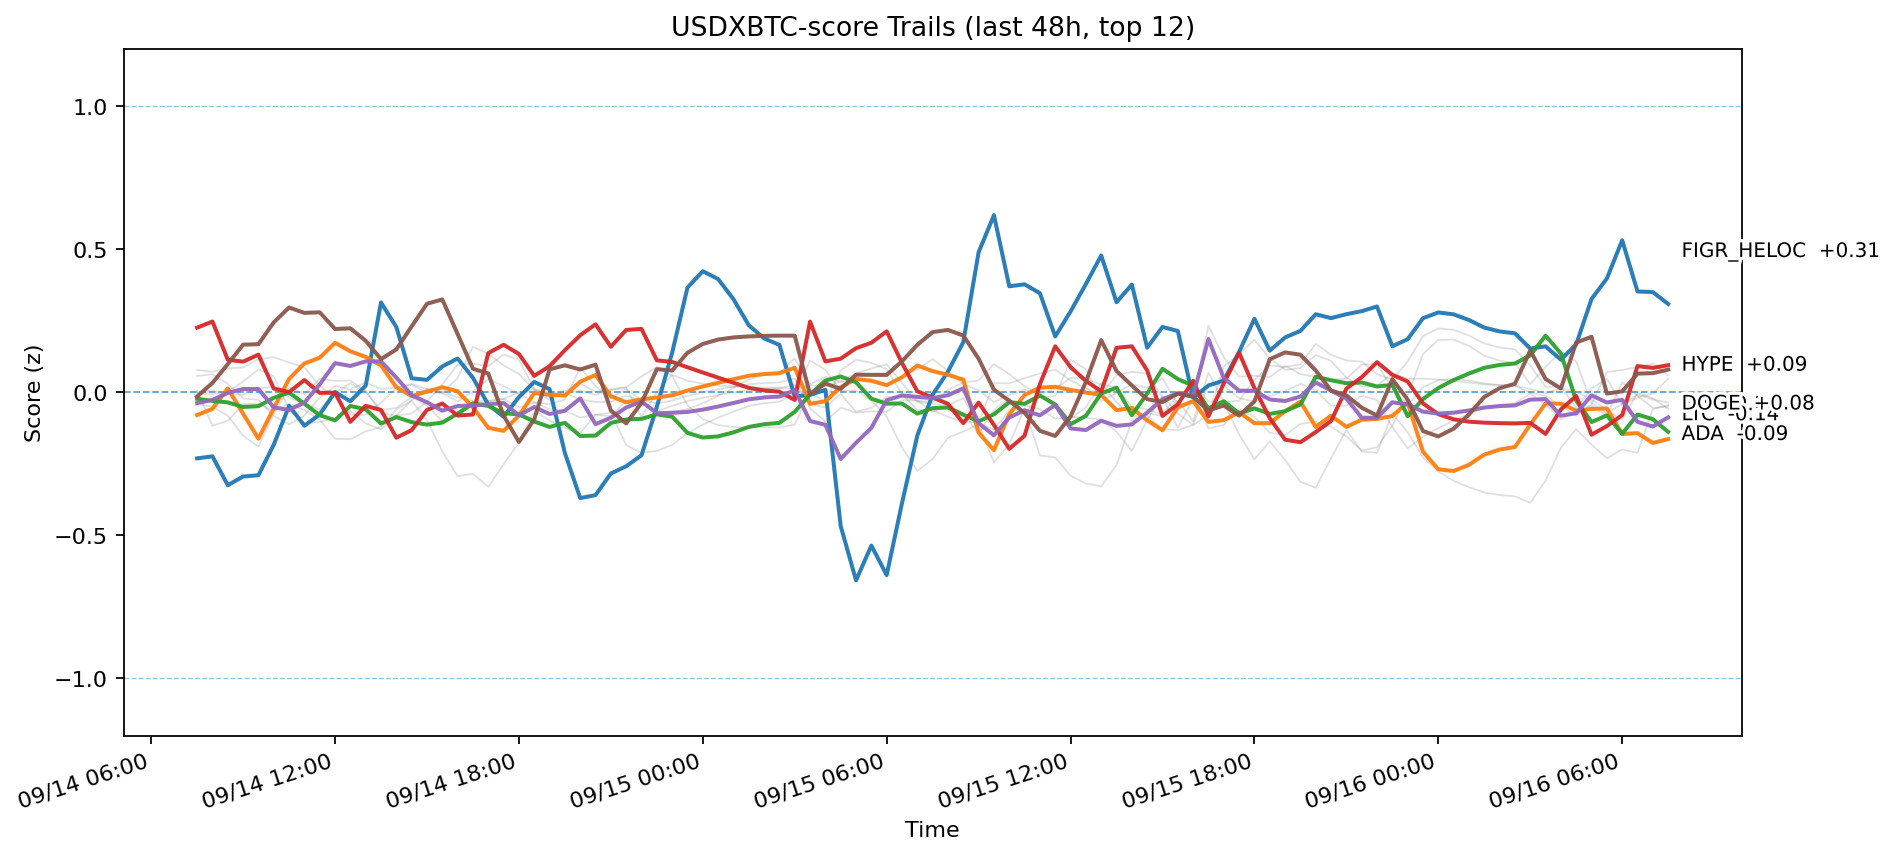 USDXBTC-score Trails (last 48h, top 12)
Score (z)
1.0
0.5
0.0
−0.5
−1.0
FIGR_HELOC +0.31
HYPE +0.09
DOGE +0.08
LTC -0.14
ADA -0.09
09/14 06:00
09/14 12:00
09/14 18:00
09/15 00:00
09/15 06:00
09/15 12:00
09/15 18:00
09/16 00:00
09/16 06:00
Time